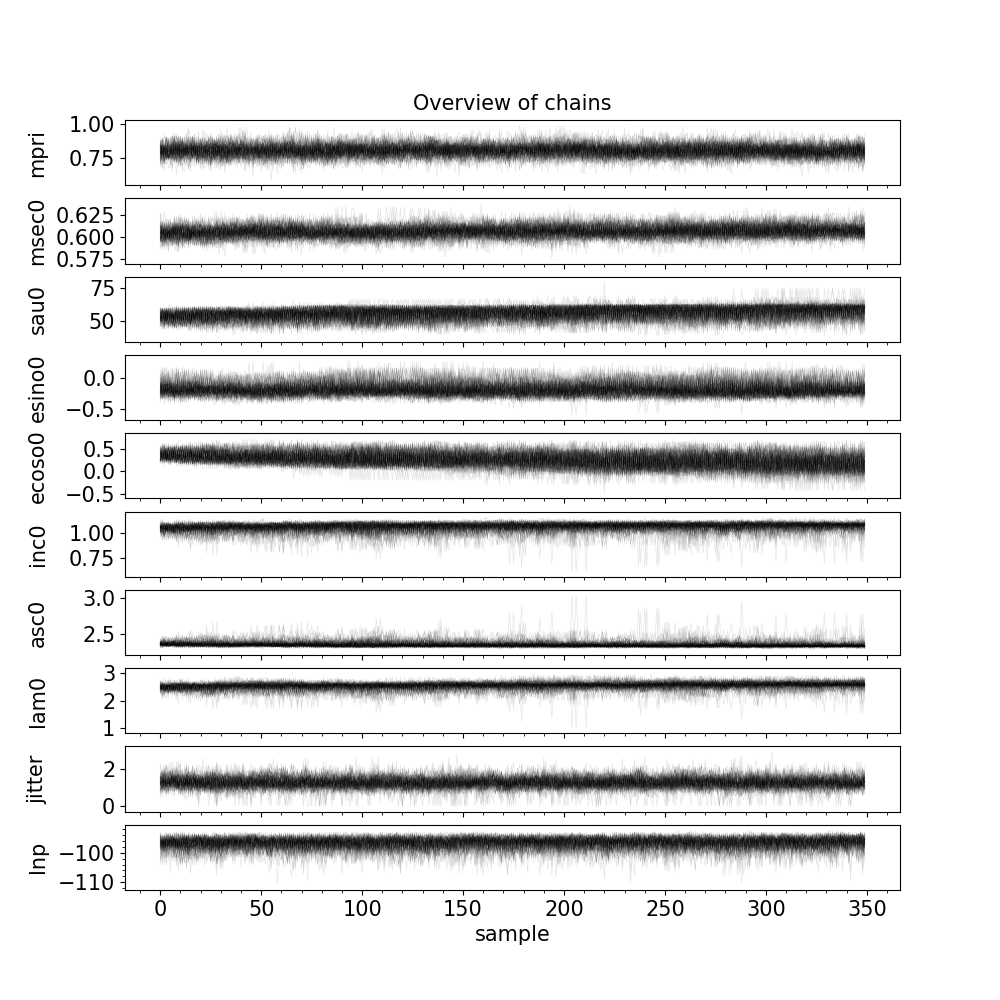 Overview of chains
mpri
1.00
0.75
msec0
0.625
0.600
0.575
sau0
75
50
esino0
0.0
−0.5
ecoso0
0.5
0.0
−0.5
inc0
1.00
0.75
asc0
3.0
2.5
lam0
3
2
1
jitter
2
0
lnp
−100
−110
0 50 100 150 200 250 300 350
sample